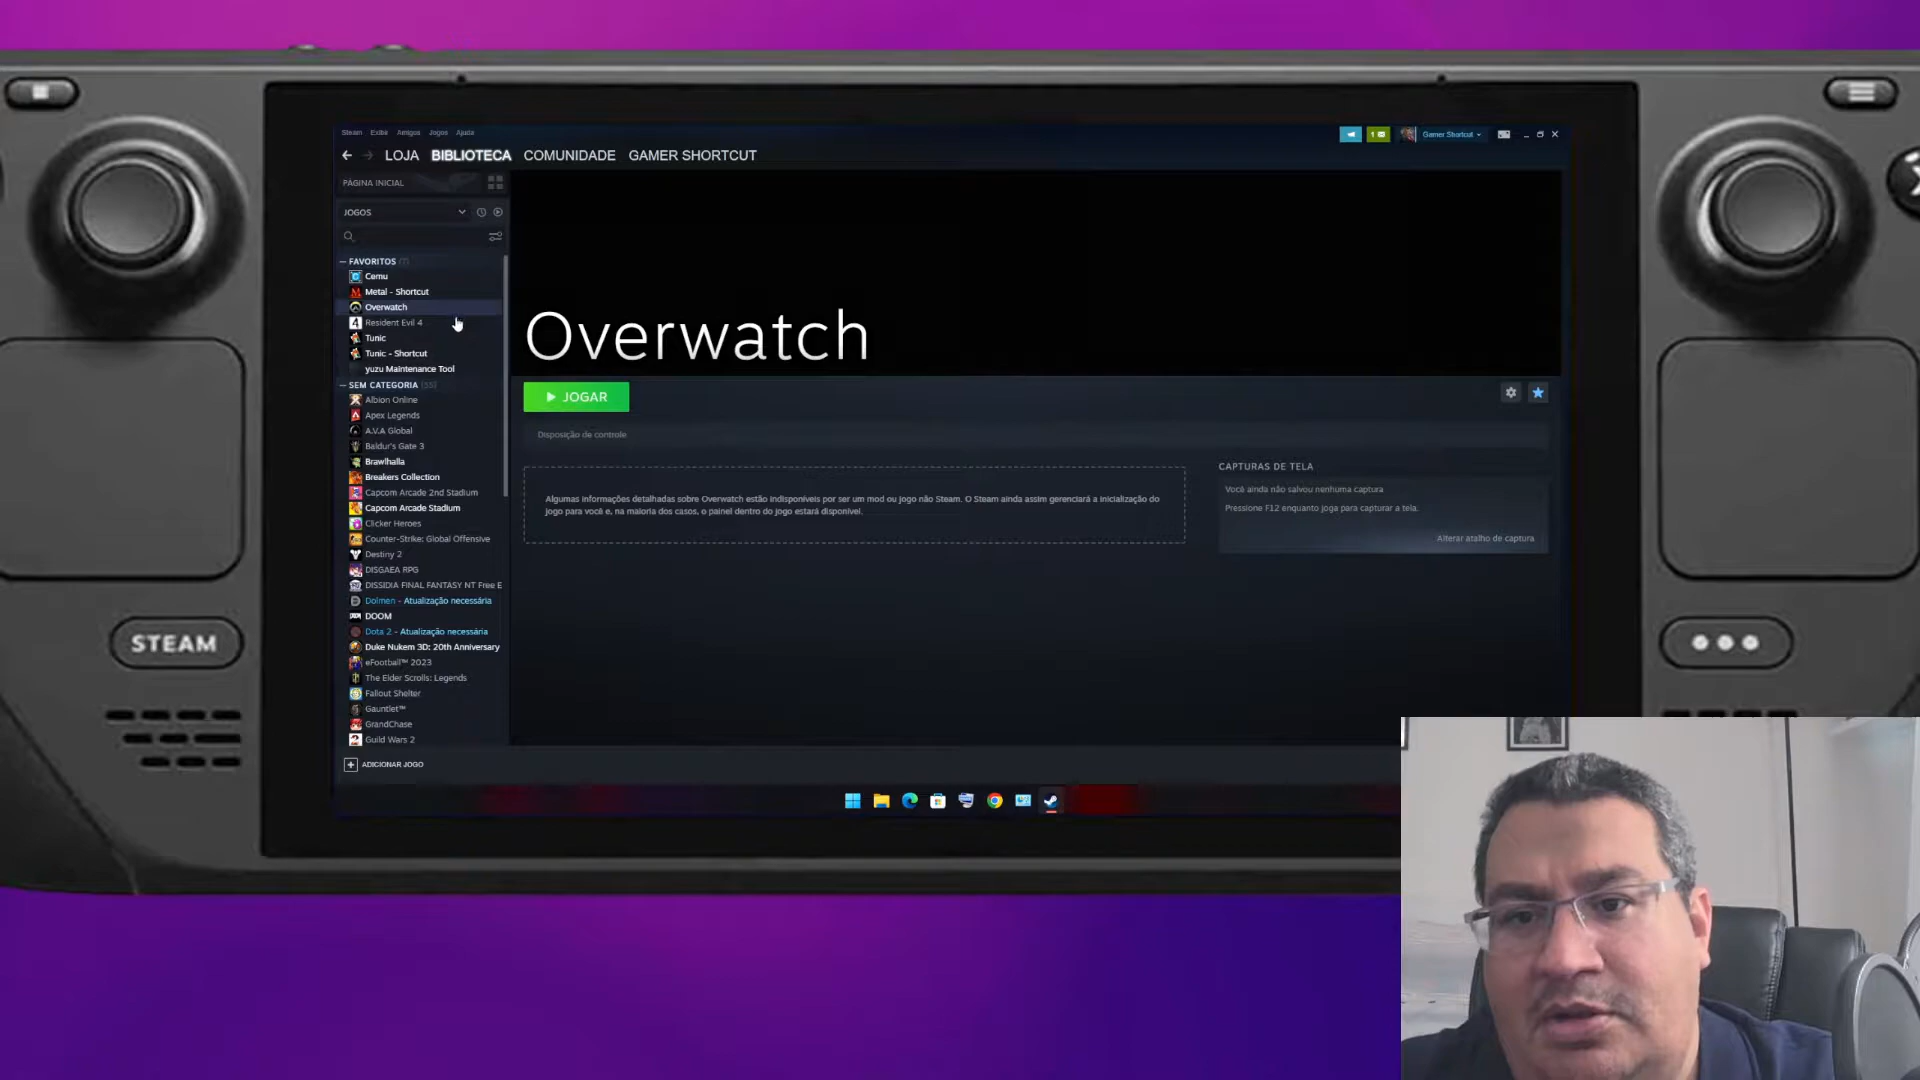 Steam Exibir Amigos Jogos Ajuda
1
Gamer Shortcut
LOJA BIBLIOTECA COMUNIDADE GAMER SHORTCUT
PÁGINA INICIAL
JOGOS
FAVORITOS (7)
Cemu
Metal - Shortcut
Overwatch
Resident Evil 4
Tunic
Tunic - Shortcut
yuzu Maintenance Tool
SEM CATEGORIA (55)
Albion Online
Apex Legends
A.V.A Global
Baldur's Gate 3
Brawlhalla
Breakers Collection
Capcom Arcade 2nd Stadium
Capcom Arcade Stadium
Clicker Heroes
Counter-Strike: Global Offensive
Destiny 2
DISGAEA RPG
DISSIDIA FINAL FANTASY NT Free E
Dolmen - Atualização necessária
DOOM
Dota 2 - Atualização necessária
Duke Nukem 3D: 20th Anniversary
eFootball™ 2023
The Elder Scrolls: Legends
Fallout Shelter
Gauntlet™
GrandChase
Guild Wars 2
ADICIONAR JOGO
Overwatch
JOGAR
Disposição de controle
Algumas informações detalhadas sobre Overwatch estão indisponíveis por ser um mod ou jogo não Steam. O Steam ainda assim gerenciará a inicialização do
jogo para você e, na maioria dos casos, o painel dentro do jogo estará disponível.
CAPTURAS DE TELA
Você ainda não salvou nenhuma captura
Pressione F12 enquanto joga para capturar a tela.
Alterar atalho de captura
STEAM